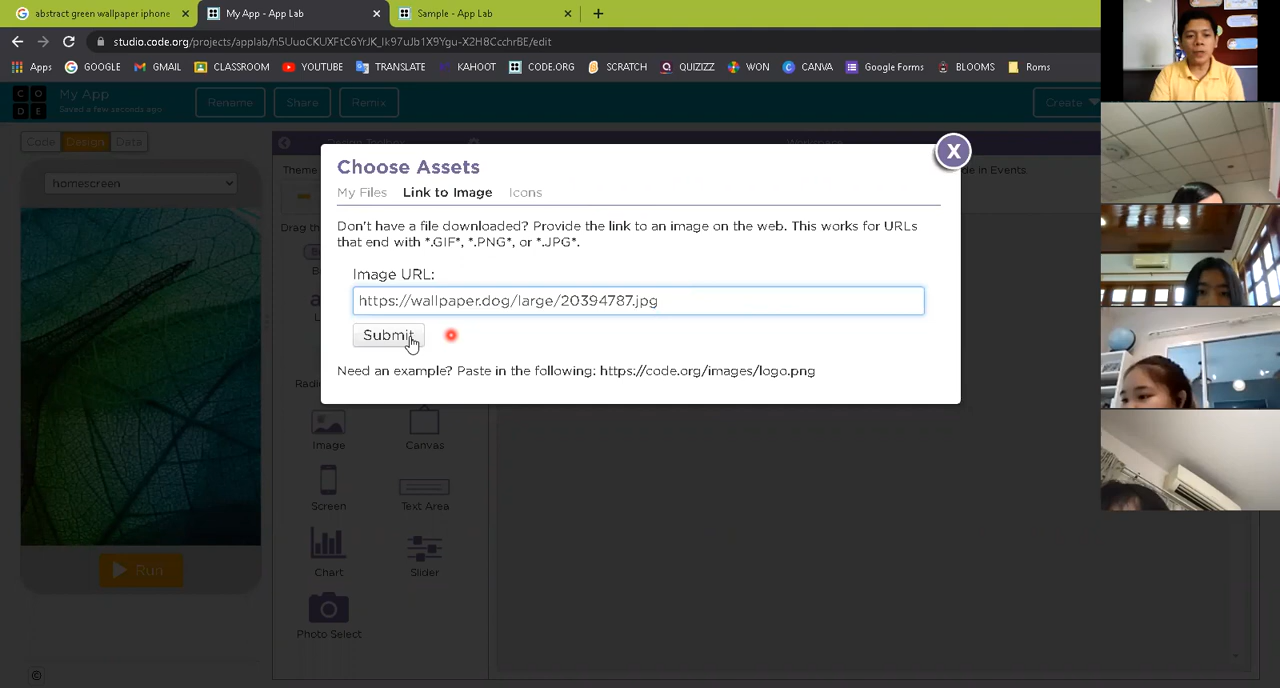 abstract green wallpaper iphone
My App - App Lab
Sample - App Lab
studio.code.org/projects/applab/
Apps GOOGLE GMAIL CLASSROOM YOUTUBE TRANSLATE CODE.ORG SCRATCH QUIZIZZ WON CANVA Google Forms BLOOMS Roms
C O D E
My App
Saved a few seconds ago
Rename Share Remix Create
Code Design Data
homescreen
Choose Assets
My Files Link to Image Icons
Don't have a file downloaded? Provide the link to an image on the web. This works for URLs
that end with *.GIF*, *.PNG*, or *.JPG*.
Image URL:
https://wallpaper.dog/large/20394787.jpg
Submit
Need an example? Paste in the following: https://code.org/images/logo.png
Image Canvas
Screen Text Area
Chart Slider
Photo Select
Run
X